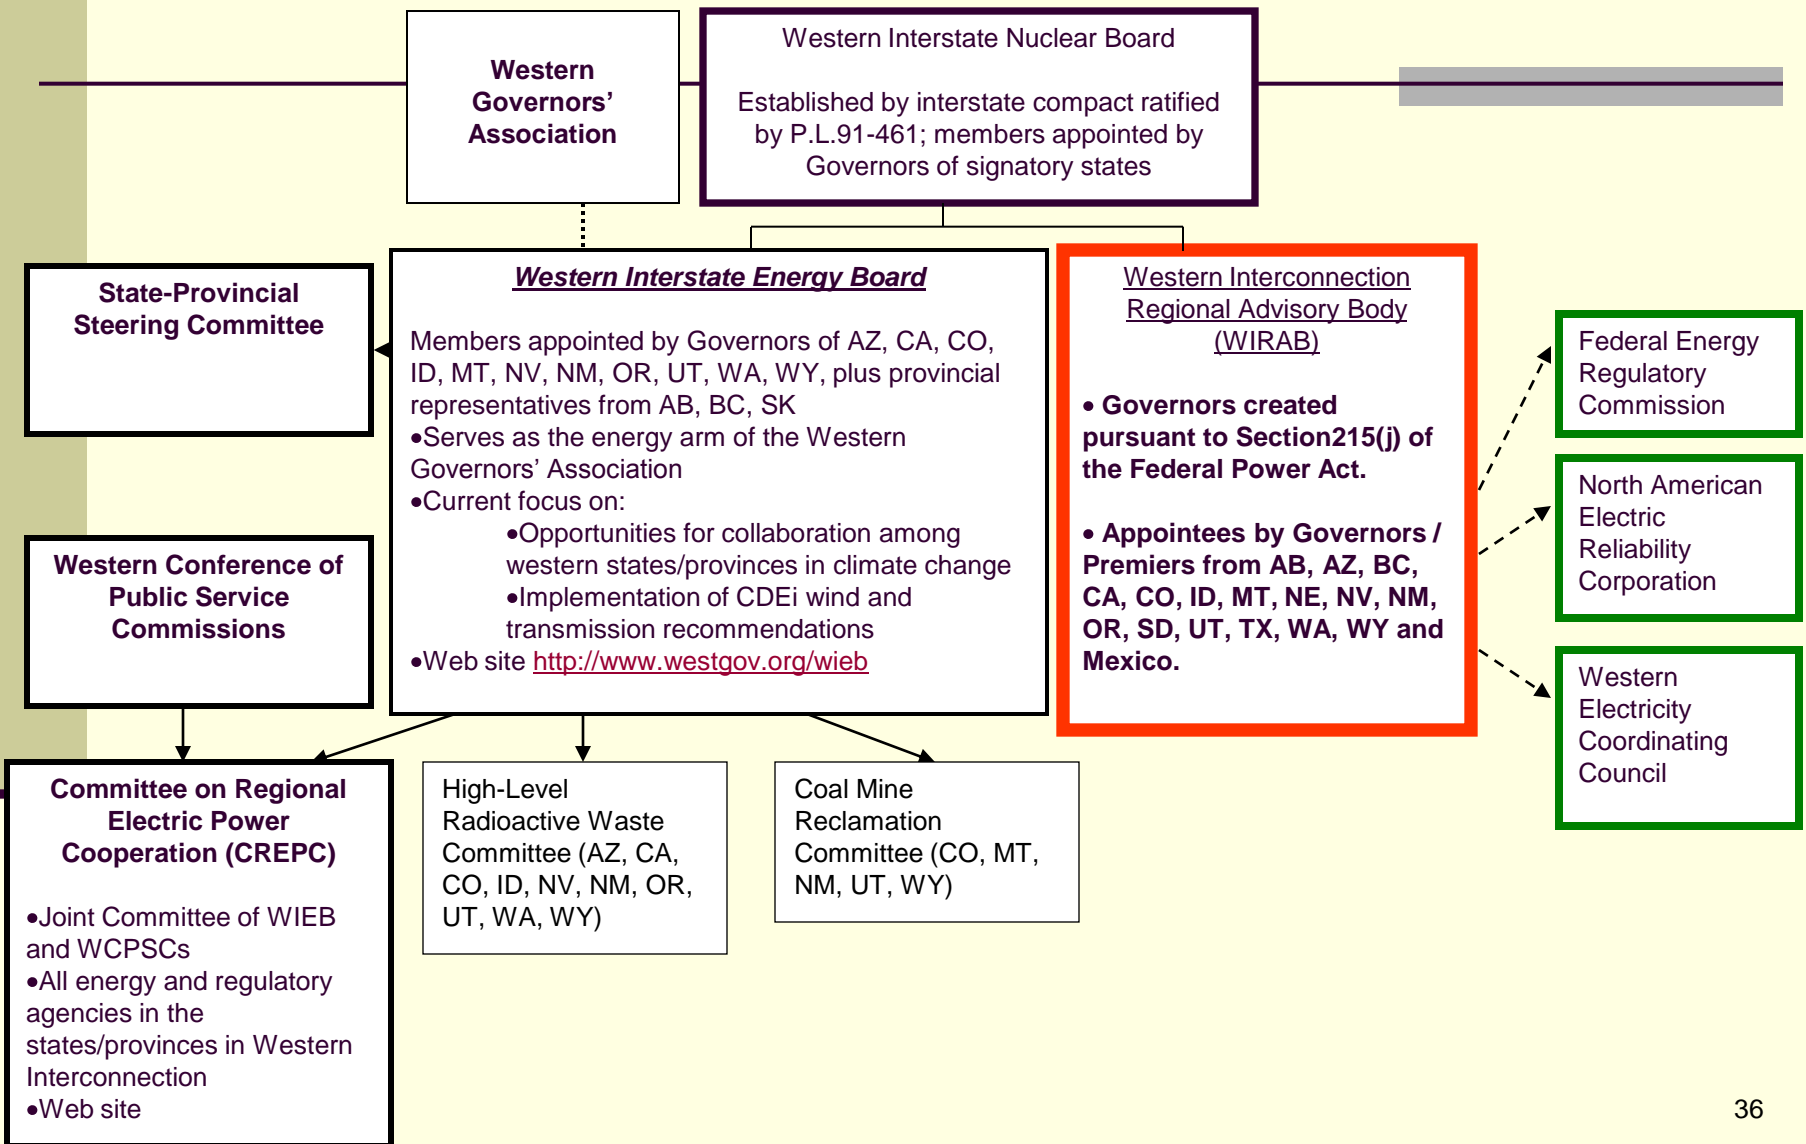 Western
Governors’
Association
Western Interstate Nuclear Board
Established by interstate compact ratified
by P.L.91-461; members appointed by
Governors of signatory states
State-Provincial
Steering Committee
Western Interstate Energy Board
Members appointed by Governors of AZ, CA, CO,
ID, MT, NV, NM, OR, UT, WA, WY, plus provincial
representatives from AB, BC, SK
•Serves as the energy arm of the Western
Governors’ Association
•Current focus on:
•Opportunities for collaboration among
western states/provinces in climate change
•Implementation of CDEi wind and
transmission recommendations
•Web site http://www.westgov.org/wieb
Western Interconnection
Regional Advisory Body
(WIRAB)
• Governors created
pursuant to Section215(j) of
the Federal Power Act.
• Appointees by Governors /
Premiers from AB, AZ, BC,
CA, CO, ID, MT, NE, NV, NM,
OR, SD, UT, TX, WA, WY and
Mexico.
Federal Energy
Regulatory
Commission
North American
Electric
Reliability
Corporation
Western
Electricity
Coordinating
Council
Western Conference of
Public Service
Commissions
Committee on Regional
Electric Power
Cooperation (CREPC)
•Joint Committee of WIEB
and WCPSCs
•All energy and regulatory
agencies in the
states/provinces in Western
Interconnection
•Web site
High-Level
Radioactive Waste
Committee (AZ, CA,
CO, ID, NV, NM, OR,
UT, WA, WY)
Coal Mine
Reclamation
Committee (CO, MT,
NM, UT, WY)
36